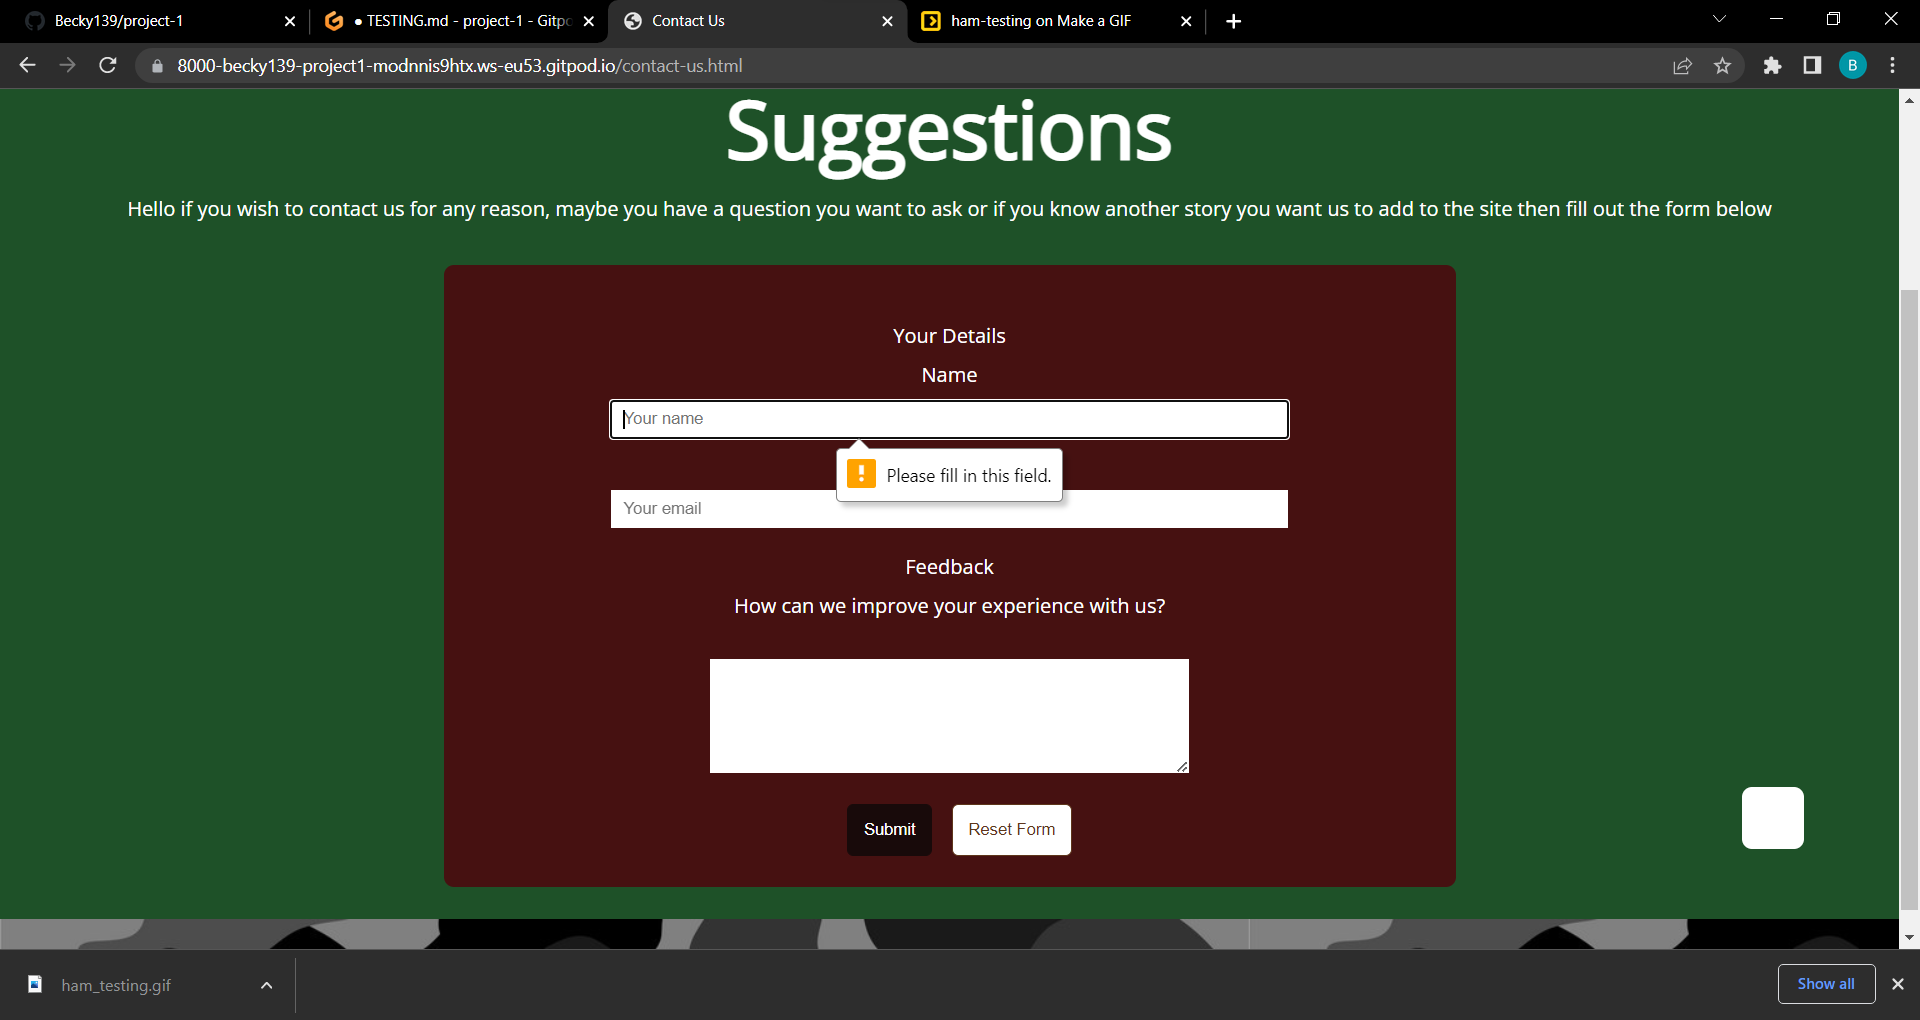 Becky139/project-1
● TESTING.md - project-1 - Gitpo
Contact Us
ham-testing on Make a GIF
8000-becky139-project1-modnnis9htx.ws-eu53.gitpod.io/contact-us.html
B
Suggestions
Hello if you wish to contact us for any reason, maybe you have a question you want to ask or if you know another story you want us to add to the site then fill out the form below
Your Details
Name
Your name
Please fill in this field.
Your email
Feedback
How can we improve your experience with us?
Submit
Reset Form
ham_testing.gif
Show all